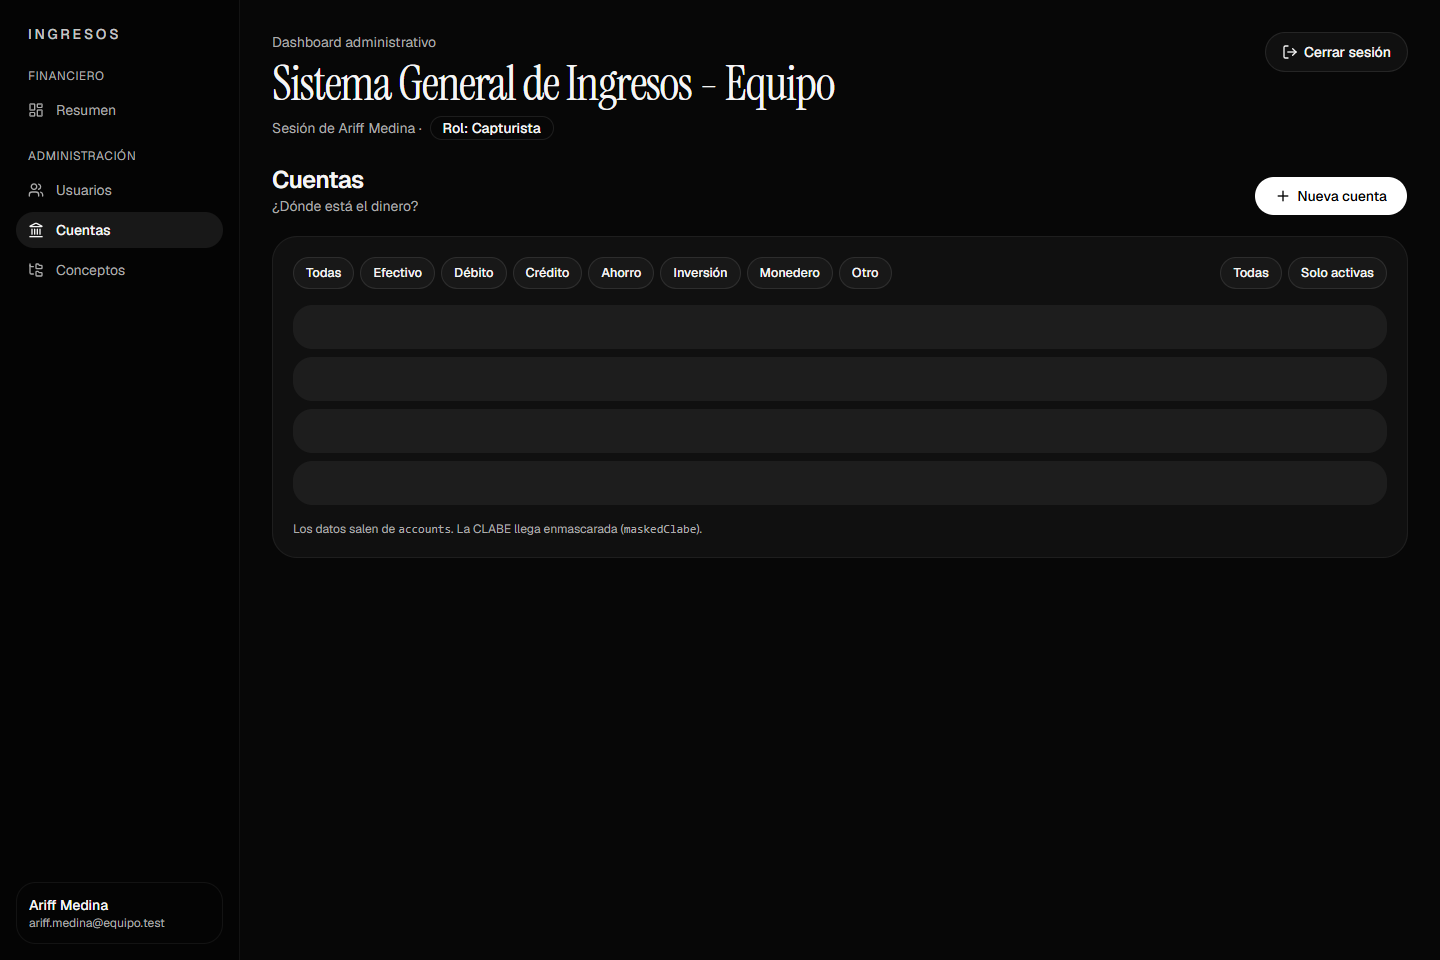 INGRESOS
FINANCIERO
Resumen
ADMINISTRACIÓN
Usuarios
Cuentas
Conceptos
Ariff Medina
ariff.medina@equipo.test
Dashboard administrativo
Sistema General de Ingresos - Equipo
Sesión de Ariff Medina · Rol: Capturista
Cerrar sesión
Cuentas
¿Dónde está el dinero?
Nueva cuenta
Todas Efectivo Débito Crédito Ahorro Inversión Monedero Otro Todas Solo activas
Los datos salen de accounts. La CLABE llega enmascarada (maskedClabe).